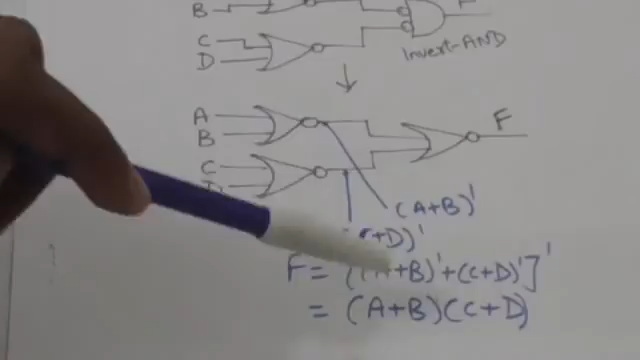 B
F
C
D
Invert-AND
A
B
F
C
(A+B)'
+D)'
F= (A+B)'+(C+D)']'
= (A+B)(C+D)